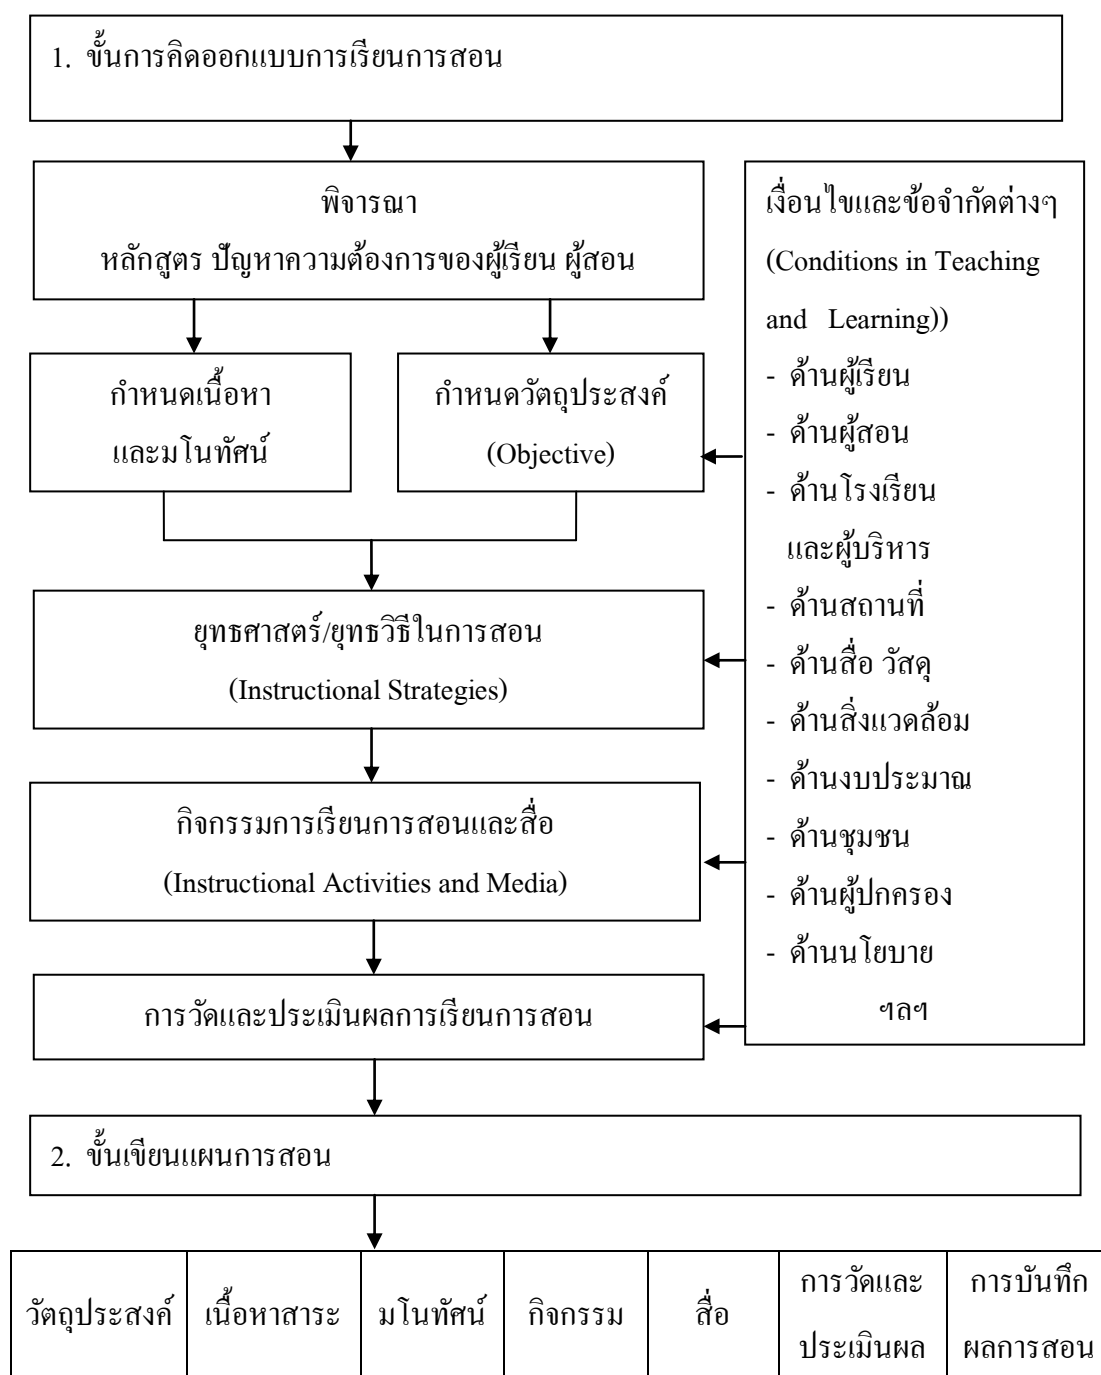 1. ขั้นการคิดออกแบบการเรียนการสอน
พิจารณา
หลักสูตร ปัญหาความต้องการของผู้เรียน ผู้สอน
กำหนดเนื้อหา
และมโนทัศน์
กำหนดวัตถุประสงค์
(Objective)
ยุทธศาสตร์/ยุทธวิธีในการสอน
(Instructional Strategies)
กิจกรรมการเรียนการสอนและสื่อ
(Instructional Activities and Media)
การวัดและประเมินผลการเรียนการสอน
เงื่อนไขและข้อจำกัดต่างๆ
(Conditions in Teaching
and Learning))
- ด้านผู้เรียน
- ด้านผู้สอน
- ด้านโรงเรียน
และผู้บริหาร
- ด้านสถานที่
- ด้านสื่อ วัสดุ
- ด้านสิ่งแวดล้อม
- ด้านงบประมาณ
- ด้านชุมชน
- ด้านผู้ปกครอง
- ด้านนโยบาย
ฯลฯ
2. ขั้นเขียนแผนการสอน
วัตถุประสงค์
เนื้อหาสาระ
มโนทัศน์
กิจกรรม
สื่อ
การวัดและ
ประเมินผล
การบันทึก
ผลการสอน